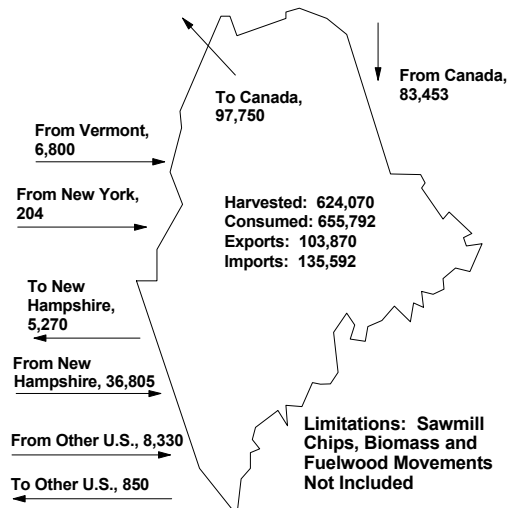 To Canada,
97,750
From Canada,
83,453
From Vermont,
6,800
From New York,
204
Harvested: 624,070
Consumed: 655,792
Exports: 103,870
Imports: 135,592
To New
Hampshire,
5,270
From New
Hampshire, 36,805
From Other U.S., 8,330
To Other U.S., 850
Limitations: Sawmill
Chips, Biomass and
Fuelwood Movements
Not Included